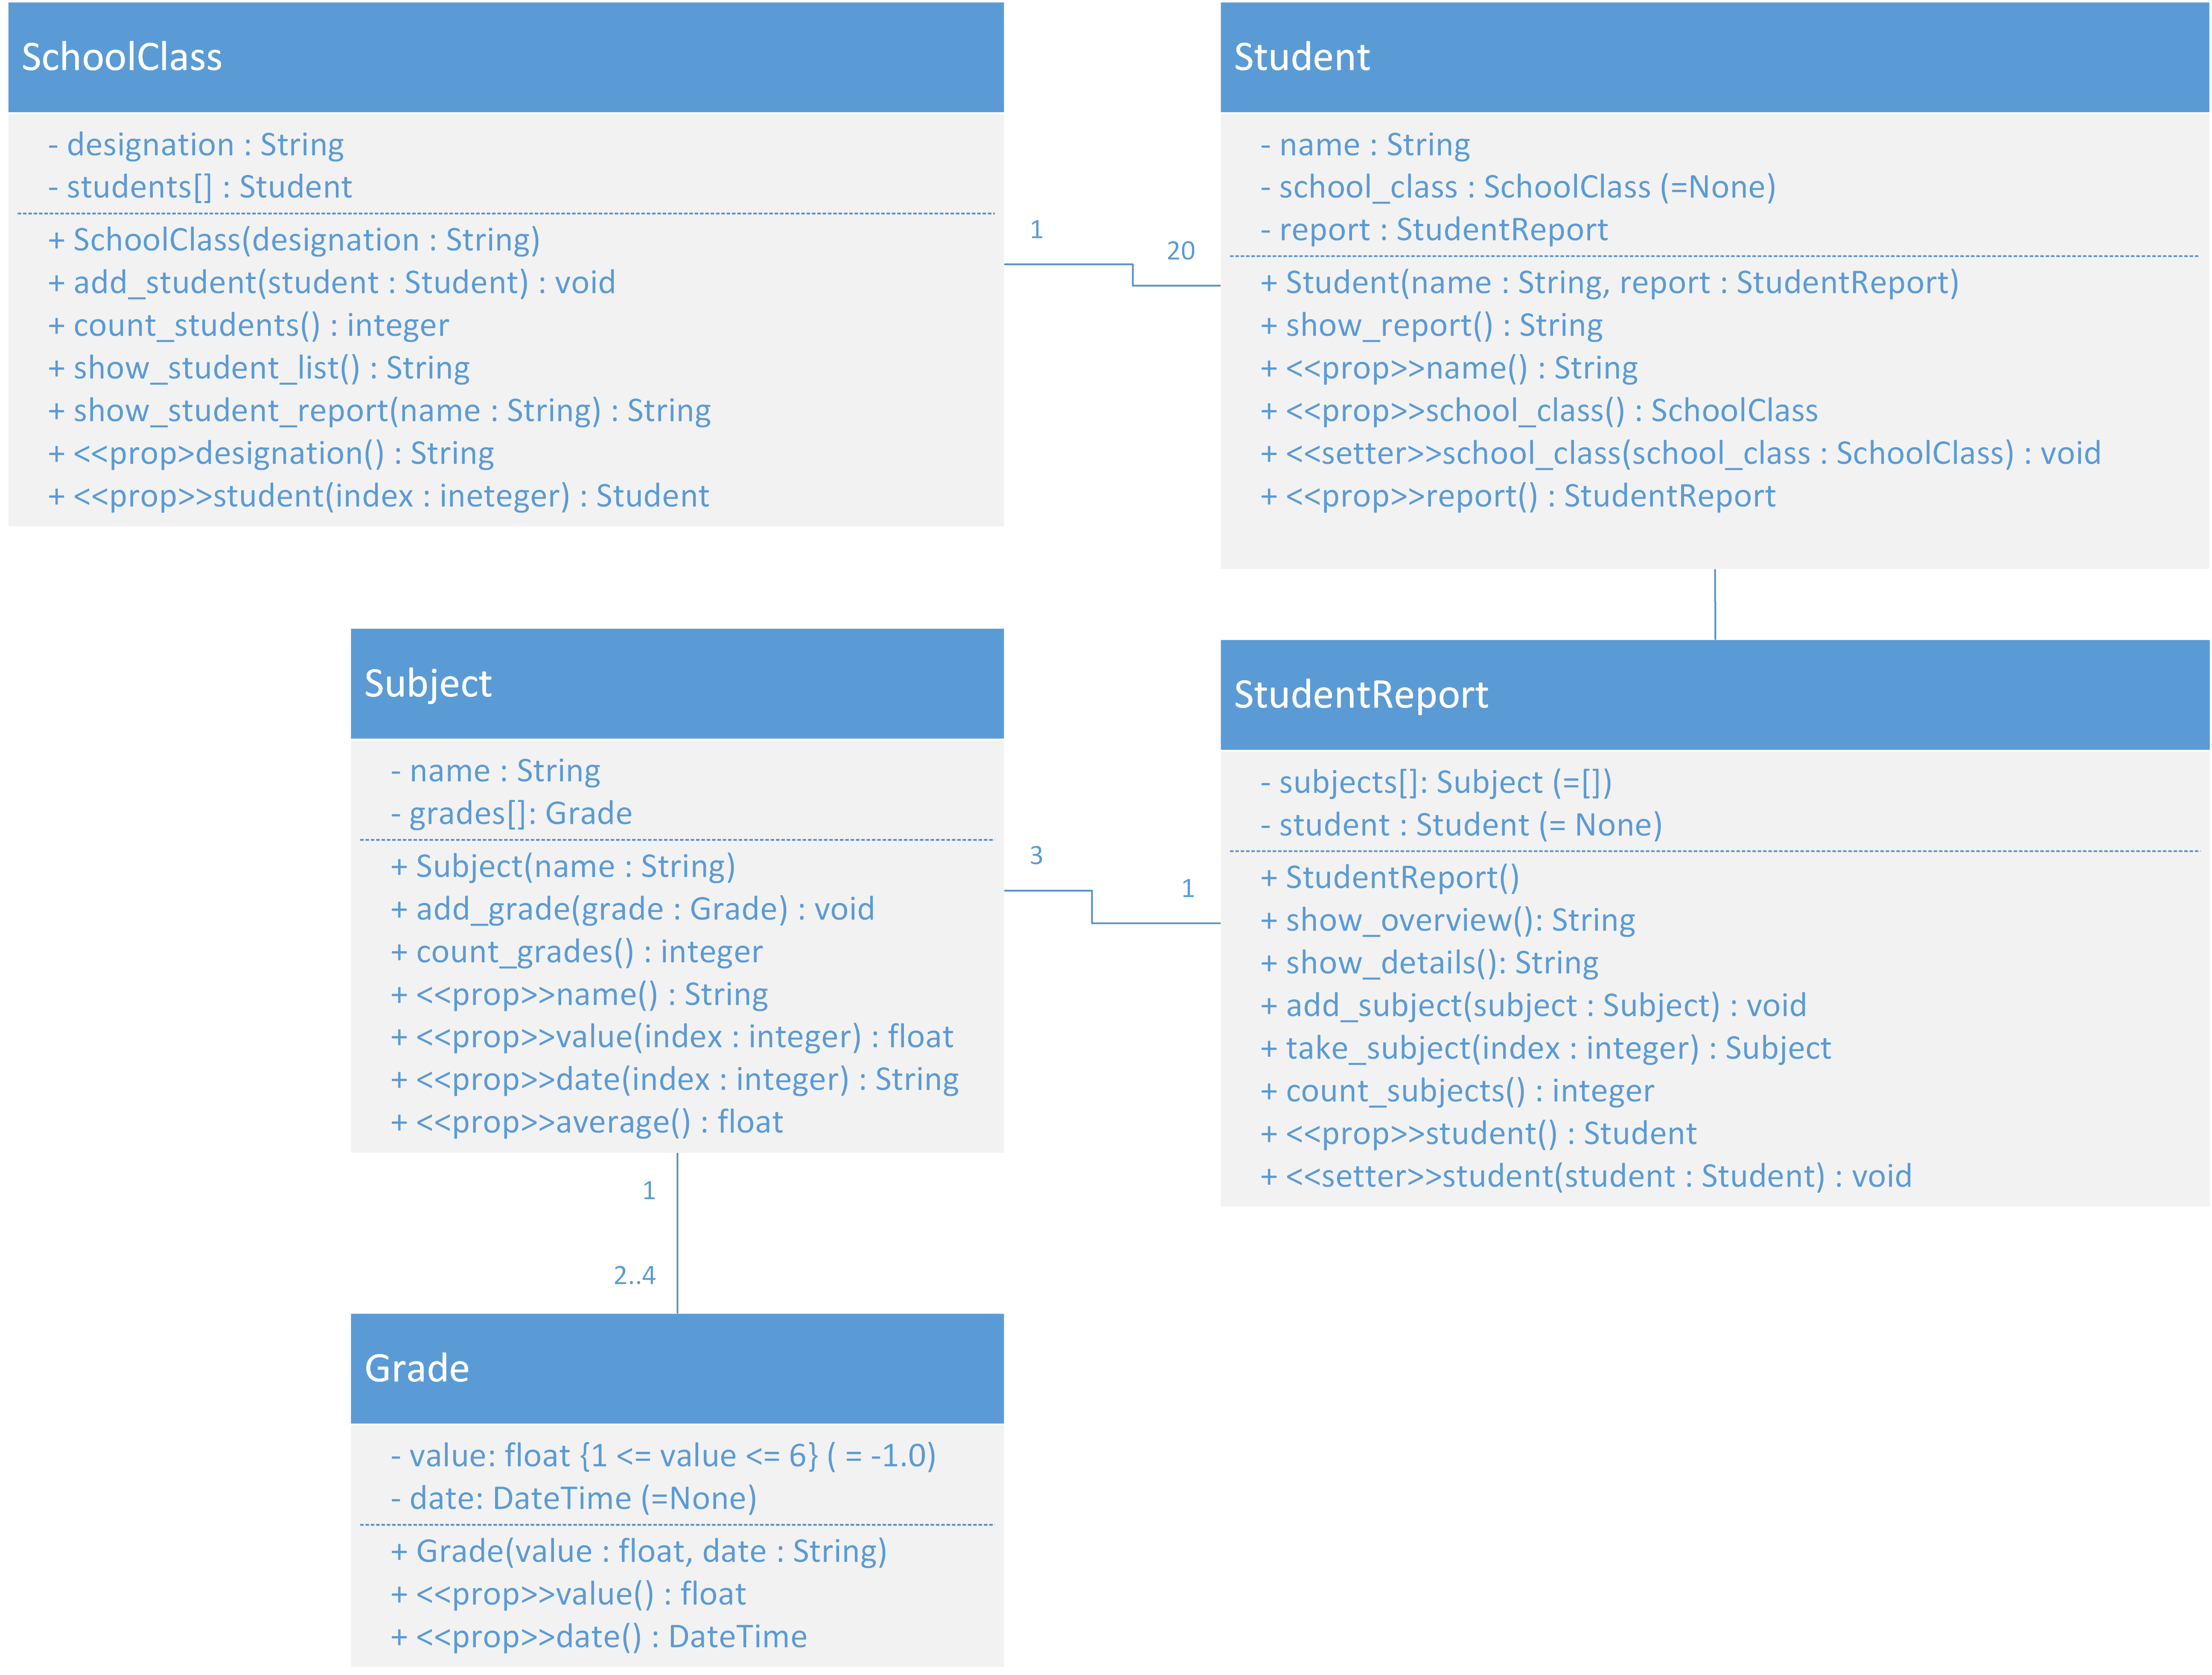 SchoolClass
- designation : String
- students[] : Student
+ SchoolClass(designation : String)
+ add_student(student : Student) : void
+ count_students() : integer
+ show_student_list() : String
+ show_student_report(name : String) : String
+ <<prop>designation() : String
+ <<prop>>student(index : ineteger) : Student
1
20
Student
- name : String
- school_class : SchoolClass (=None)
- report : StudentReport
+ Student(name : String, report : StudentReport)
+ show_report() : String
+ <<prop>>name() : String
+ <<prop>>school_class() : SchoolClass
+ <<setter>>school_class(school_class : SchoolClass) : void
+ <<prop>>report() : StudentReport
Subject
- name : String
- grades[]: Grade
+ Subject(name : String)
+ add_grade(grade : Grade) : void
+ count_grades() : integer
+ <<prop>>name() : String
+ <<prop>>value(index : integer) : float
+ <<prop>>date(index : integer) : String
+ <<prop>>average() : float
3
1
StudentReport
- subjects[]: Subject (=[])
- student : Student (= None)
+ StudentReport()
+ show_overview(): String
+ show_details(): String
+ add_subject(subject : Subject) : void
+ take_subject(index : integer) : Subject
+ count_subjects() : integer
+ <<prop>>student() : Student
+ <<setter>>student(student : Student) : void
1
2..4
Grade
- value: float {1 <= value <= 6} ( = -1.0)
- date: DateTime (=None)
+ Grade(value : float, date : String)
+ <<prop>>value() : float
+ <<prop>>date() : DateTime